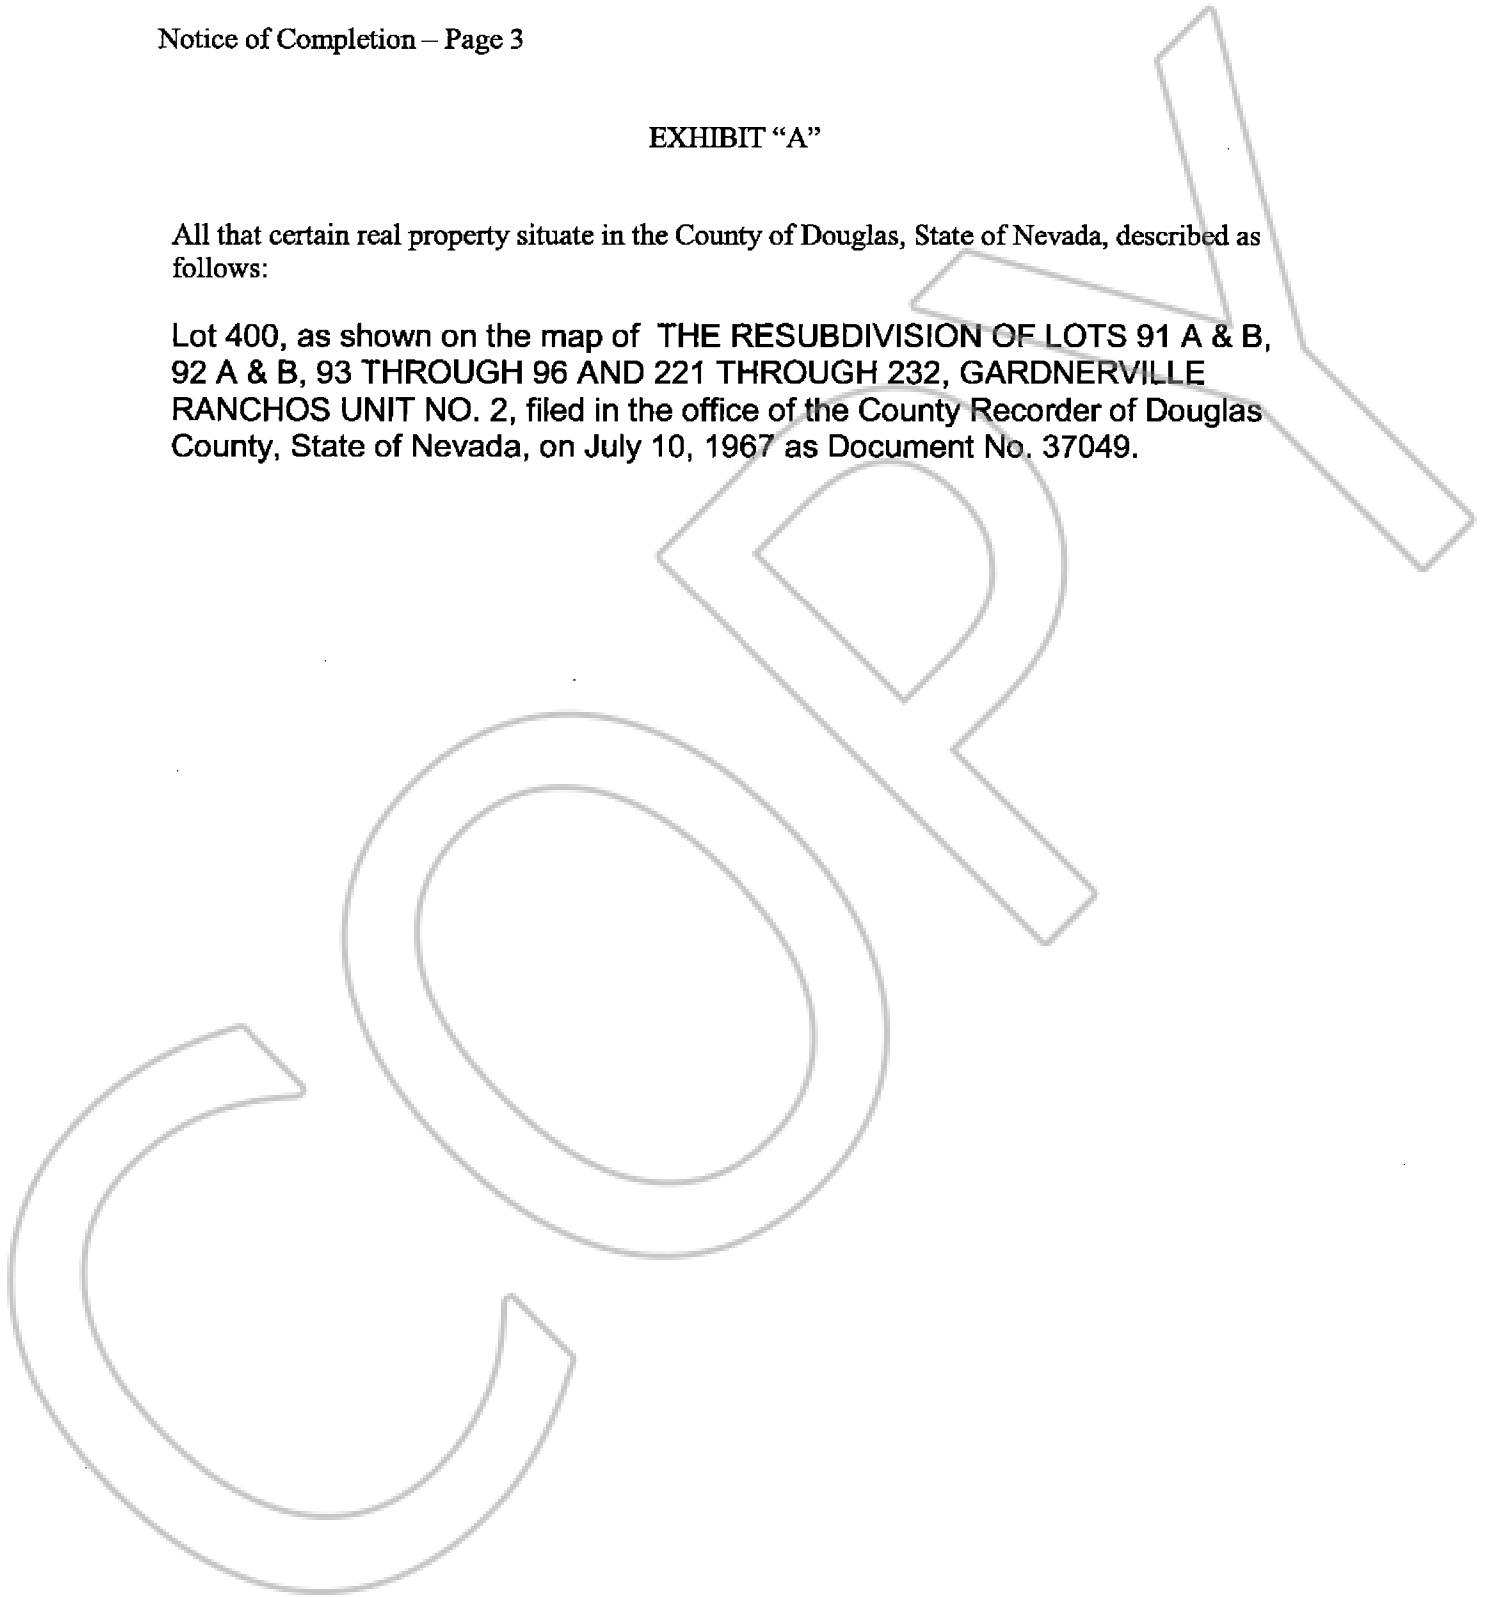 Notice of Completion – Page 3
EXHIBIT “A”
All that certain real property situate in the County of Douglas, State of Nevada, described as
follows:
Lot 400, as shown on the map of THE RESUBDIVISION OF LOTS 91 A & B,
92 A & B, 93 THROUGH 96 AND 221 THROUGH 232, GARDNERVILLE
RANCHOS UNIT NO. 2, filed in the office of the County Recorder of Douglas
County, State of Nevada, on July 10, 1967 as Document No. 37049.
COPY